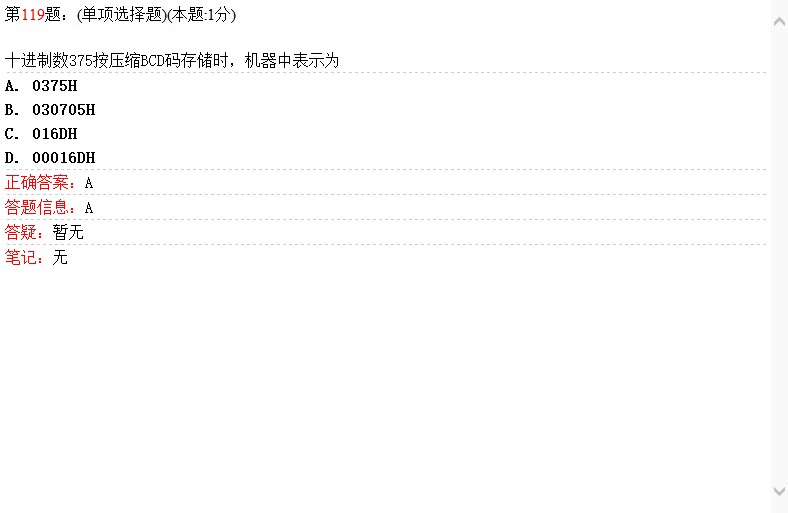 第119题：(单项选择题)(本题:1分)
十进制数375按压缩BCD码存储时，机器中表示为
A. 0375H
B. 030705H
C. 016DH
D. 00016DH
正确答案：A
答题信息：A
答疑：暂无
笔记：无